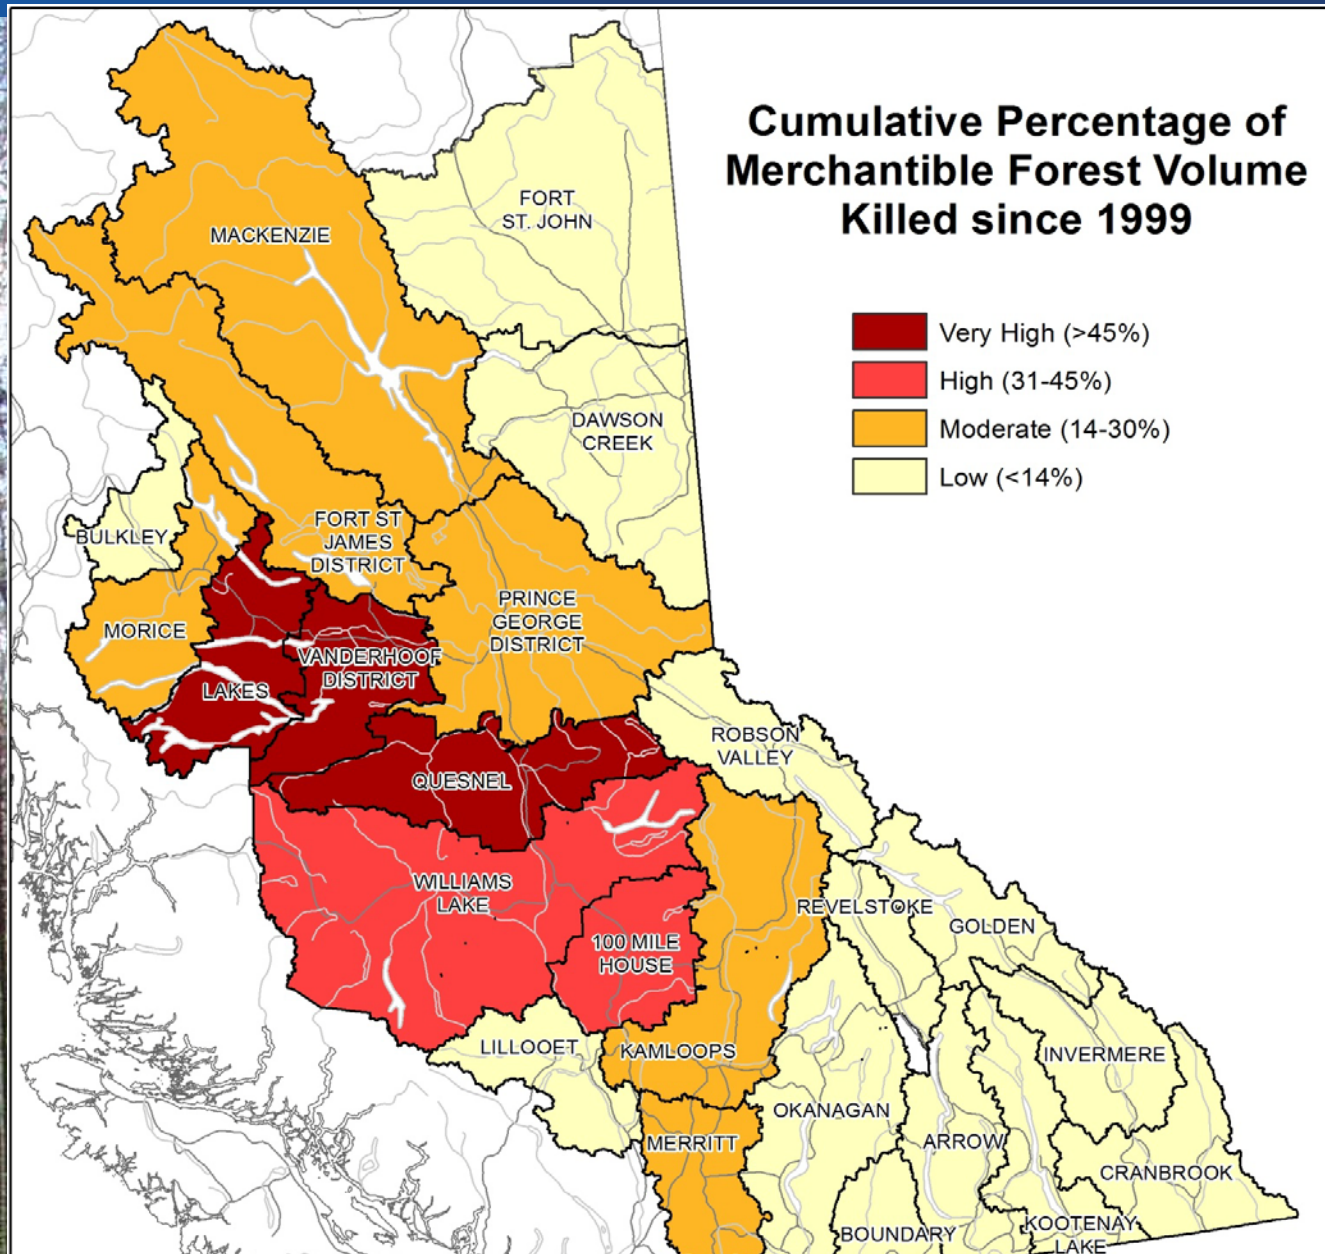 Cumulative Percentage of
Merchantible Forest Volume
Killed since 1999
Very High (>45%)
High (31-45%)
Moderate (14-30%)
Low (<14%)
FORT
ST. JOHN
MACKENZIE
DAWSON
CREEK
FORT ST
JAMES
DISTRICT
BULKLEY
PRINCE
GEORGE
DISTRICT
MORICE
VANDERHOOF
DISTRICT
LAKES
ROBSON
VALLEY
QUESNEL
WILLIAMS
LAKE
REVELSTOKE
GOLDEN
100 MILE
HOUSE
LILLOOET
KAMLOOPS
INVERMERE
OKANAGAN
MERRITT
ARROW
CRANBROOK
BOUNDARY
KOOTENAY
LAKE